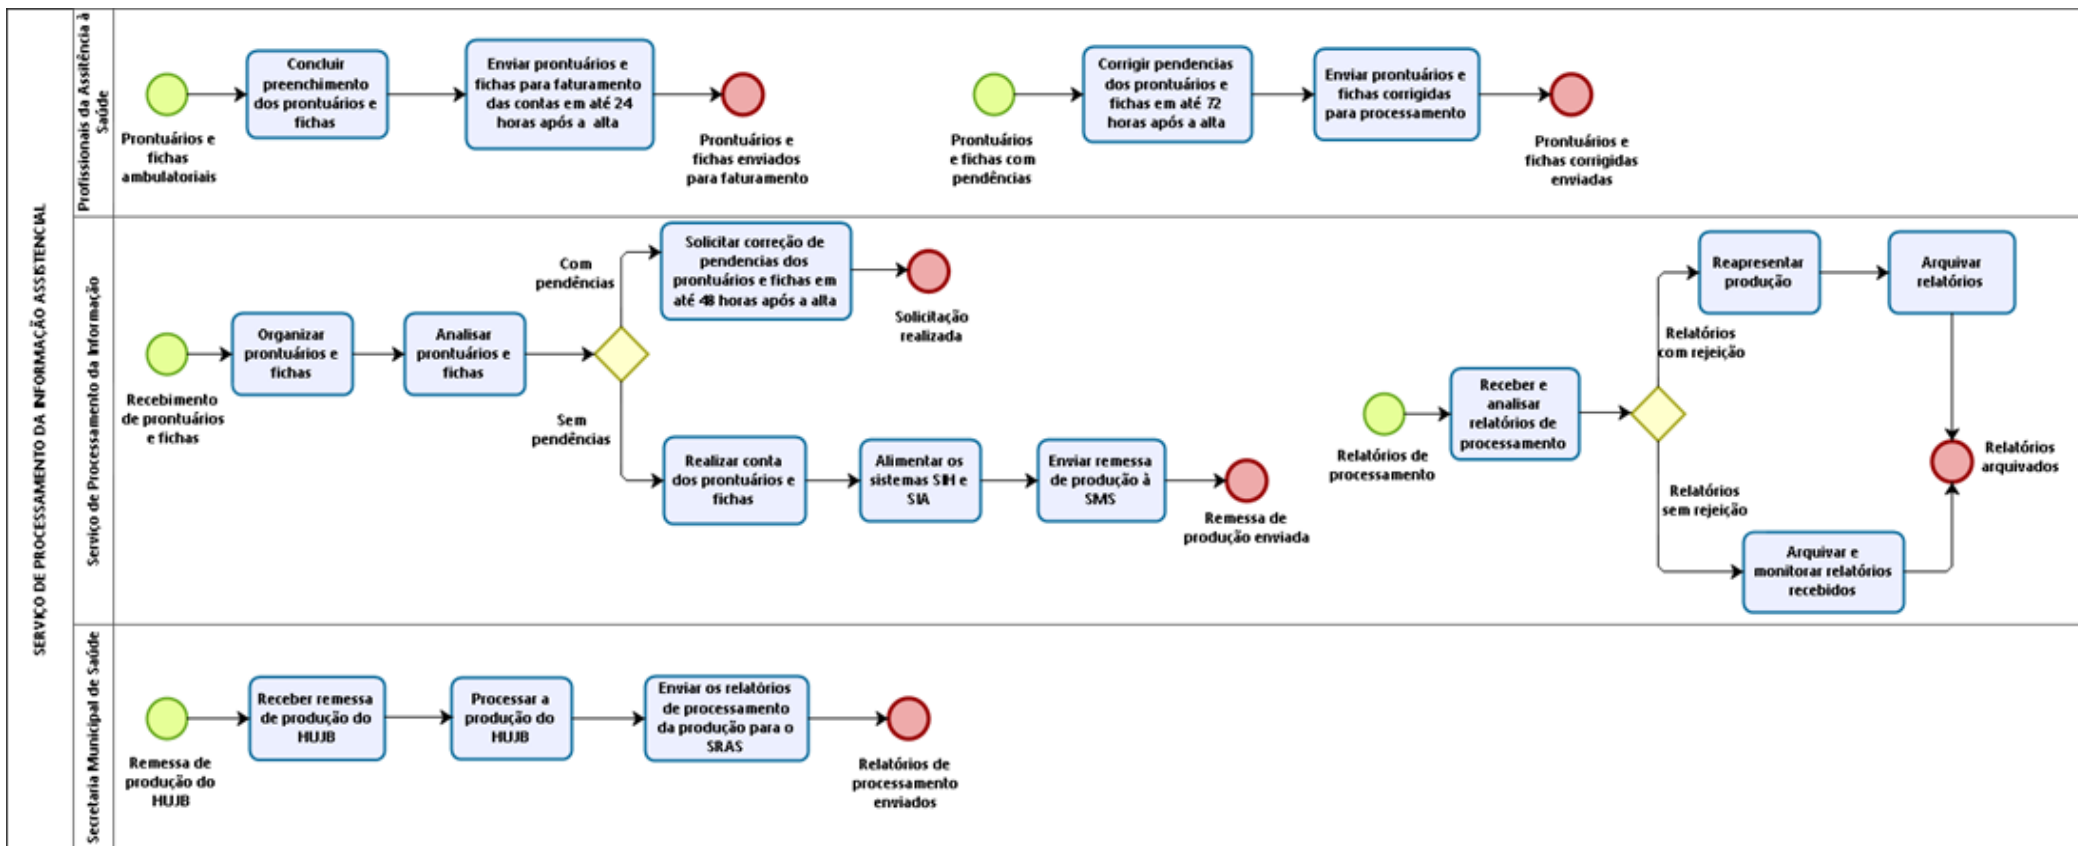 SERVIÇO DE PROCESSAMENTO DA INFORMAÇÃO ASSISTENCIAL
Profissionais da Assitência à
Saúde
Prontuários e
fichas
ambulatoriais
Concluir
preenchimento
dos prontuários e
fichas
Enviar prontuários e
fichas para faturamento
das contas em até 24
horas após a alta
Prontuários e
fichas enviados
para faturamento
Prontuários
e fichas com
pendências
Corrigir pendencias
dos prontuários e
fichas em até 72
horas após a alta
Enviar prontuários e
fichas corrigidas
para processamento
Prontuários e
fichas corrigidas
enviadas
Serviço de Processamento da Informação
Recebimento
de prontuários
e fichas
Organizar
prontuários e
fichas
Analisar
prontuários e
fichas
Com
pendências
Solicitar correção de
pendencias dos
prontuários e fichas em
até 48 horas após a alta
Solicitação
realizada
Sem
pendências
Realizar conta
dos prontuários e
fichas
Alimentar os
sistemas SIH e
SIA
Enviar remessa
de produção à
SMS
Remessa de
produção enviada
Relatórios de
processamento
Receber e
analisar
relatórios de
processamento
Relatórios
com rejeição
Reapresentar
produção
Arquivar
relatórios
Relatórios
sem rejeição
Arquivar e
monitorar relatórios
recebidos
Relatórios
arquivados
Secretaria Municipal de Saúde
Remessa de
produção do
HUJB
Receber remessa
de produção do
HUJB
Processar a
produção do
HUJB
Enviar os relatórios
de processamento
da produção para o
SRAS
Relatórios de
processamento
enviados